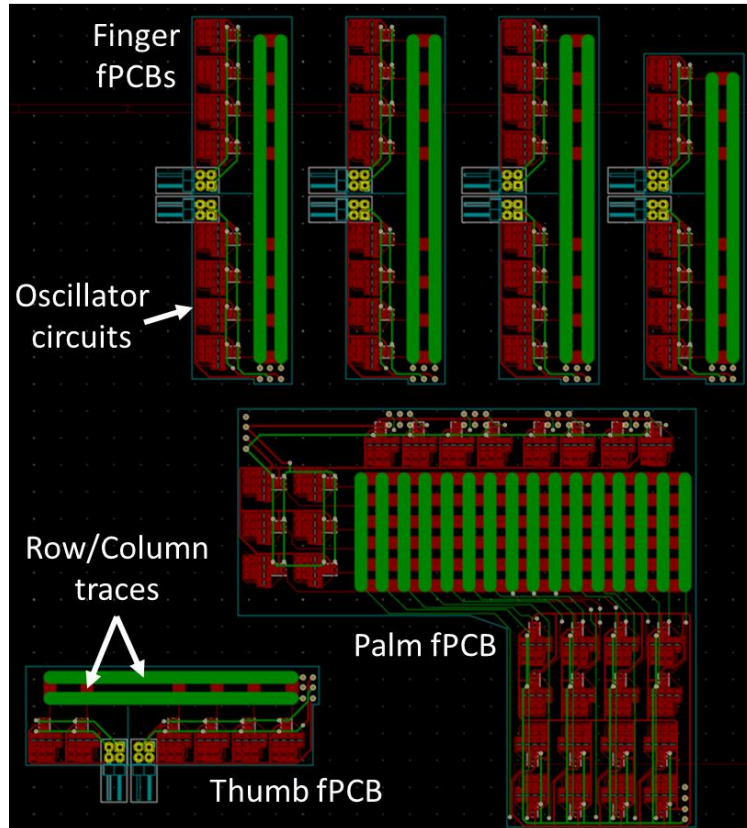 Finger
fPCBs
Oscillator
circuits
Row/Column
traces
Palm fPCB
Thumb fPCB